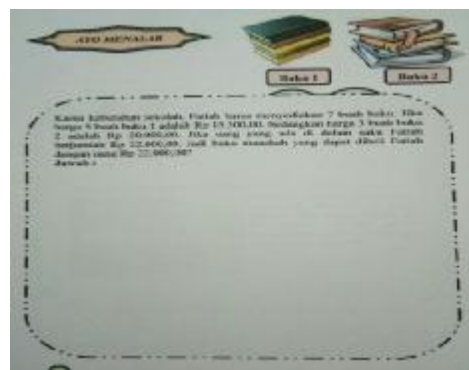 AYO MENALAR
Buku 1
Buku 2
Karena kebutuhan sekolah, Fatiah harus menyediakan 7 buah buku. Jika
harga 5 buah buku 1 adalah Rp 15.500,00. Sedangkan harga 3 buah buku
2 adalah Rp. 20.000,00. Jika uang yang ada di dalam saku Fatiah
berjumlah Rp 22.000,00. Jadi buku manakah yang dapat dibeli Fatiah
dengan uang Rp 22.000,00?
Jawab :